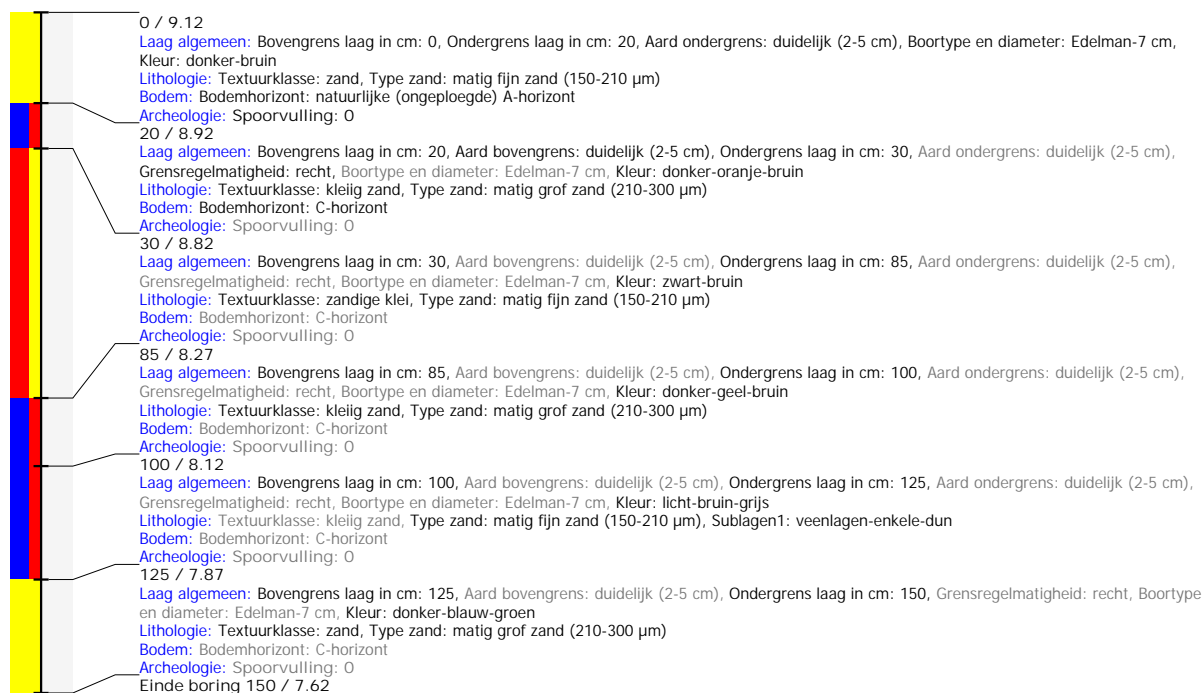 0 / 9.12
Laag algemeen: Bovengrens laag in cm: 0, Ondergrens laag in cm: 20, Aard ondergrens: duidelijk (2-5 cm), Boortype en diameter: Edelman-7 cm,
Kleur: donker-bruin
Lithologie: Textuurklasse: zand, Type zand: matig fijn zand (150-210 µm)
Bodem: Bodemhorizont: natuurlijke (ongeploegde) A-horizont
Archeologie: Spoorvulling: 0
20 / 8.92
Laag algemeen: Bovengrens laag in cm: 20, Aard bovengrens: duidelijk (2-5 cm), Ondergrens laag in cm: 30, Aard ondergrens: duidelijk (2-5 cm),
Grensregelmatigheid: recht, Boortype en diameter: Edelman-7 cm, Kleur: donker-oranje-bruin
Lithologie: Textuurklasse: kleiig zand, Type zand: matig grof zand (210-300 µm)
Bodem: Bodemhorizont: C-horizont
Archeologie: Spoorvulling: 0
30 / 8.82
Laag algemeen: Bovengrens laag in cm: 30, Aard bovengrens: duidelijk (2-5 cm), Ondergrens laag in cm: 85, Aard ondergrens: duidelijk (2-5 cm),
Grensregelmatigheid: recht, Boortype en diameter: Edelman-7 cm, Kleur: zwart-bruin
Lithologie: Textuurklasse: zandige klei, Type zand: matig fijn zand (150-210 µm)
Bodem: Bodemhorizont: C-horizont
Archeologie: Spoorvulling: 0
85 / 8.27
Laag algemeen: Bovengrens laag in cm: 85, Aard bovengrens: duidelijk (2-5 cm), Ondergrens laag in cm: 100, Aard ondergrens: duidelijk (2-5 cm),
Grensregelmatigheid: recht, Boortype en diameter: Edelman-7 cm, Kleur: donker-geel-bruin
Lithologie: Textuurklasse: kleiig zand, Type zand: matig grof zand (210-300 µm)
Bodem: Bodemhorizont: C-horizont
Archeologie: Spoorvulling: 0
100 / 8.12
Laag algemeen: Bovengrens laag in cm: 100, Aard bovengrens: duidelijk (2-5 cm), Ondergrens laag in cm: 125, Aard ondergrens: duidelijk (2-5 cm),
Grensregelmatigheid: recht, Boortype en diameter: Edelman-7 cm, Kleur: licht-bruin-grijs
Lithologie: Textuurklasse: kleiig zand, Type zand: matig fijn zand (150-210 µm), Sublagen1: veenlagen-enkele-dun
Bodem: Bodemhorizont: C-horizont
Archeologie: Spoorvulling: 0
125 / 7.87
Laag algemeen: Bovengrens laag in cm: 125, Aard bovengrens: duidelijk (2-5 cm), Ondergrens laag in cm: 150, Grensregelmatigheid: recht, Boortype
en diameter: Edelman-7 cm, Kleur: donker-blauw-groen
Lithologie: Textuurklasse: zand, Type zand: matig grof zand (210-300 µm)
Bodem: Bodemhorizont: C-horizont
Archeologie: Spoorvulling: 0
Einde boring 150 / 7.62